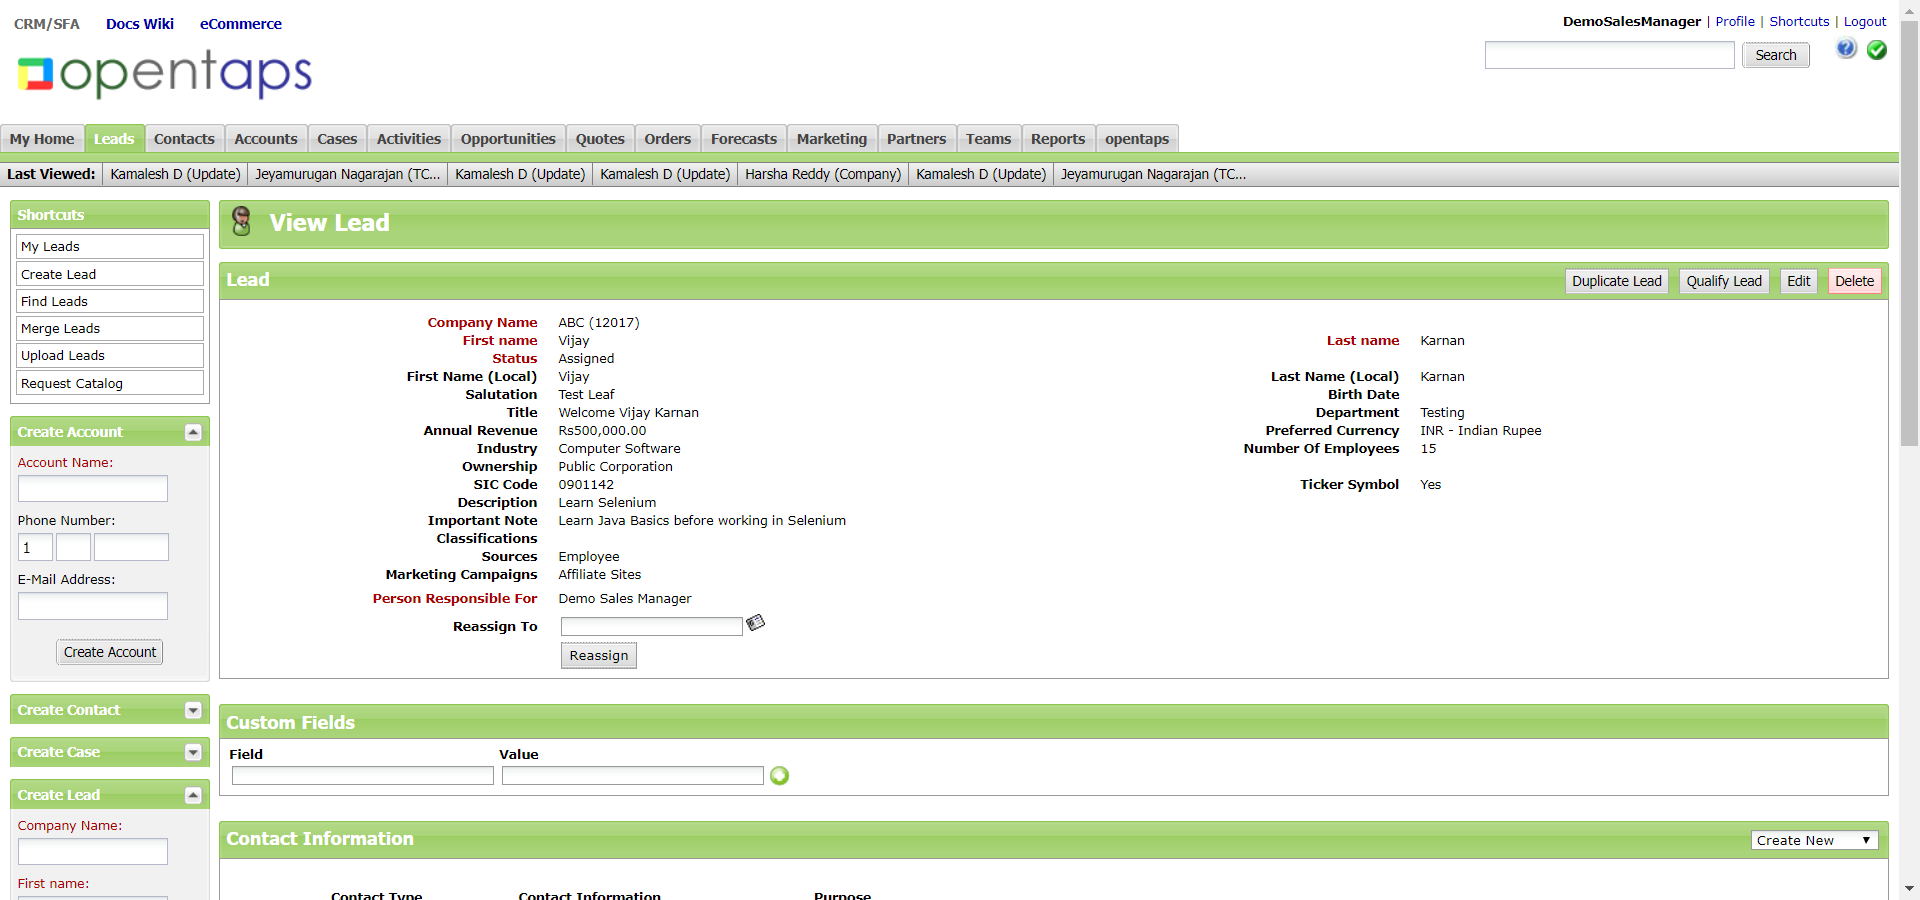 CRM/SFA Docs Wiki eCommerce
DemoSalesManager | Profile | Shortcuts | Logout
Search
opentaps
My Home Leads Contacts Accounts Cases Activities Opportunities Quotes Orders Forecasts Marketing Partners Teams Reports opentaps
Last Viewed: Kamalesh D (Update) Jeyamurugan Nagarajan (TC... Kamalesh D (Update) Kamalesh D (Update) Harsha Reddy (Company) Kamalesh D (Update) Jeyamurugan Nagarajan (TC...
Shortcuts
My Leads
Create Lead
Find Leads
Merge Leads
Upload Leads
Request Catalog
Create Account
Account Name:
Phone Number:
1
E-Mail Address:
Create Account
Create Contact
Create Case
Create Lead
Company Name:
First name:
View Lead
Lead
Duplicate Lead Qualify Lead Edit Delete
Company Name ABC (12017)
First name Vijay Last name Karnan
Status Assigned
First Name (Local) Vijay Last Name (Local) Karnan
Salutation Test Leaf Birth Date
Title Welcome Vijay Karnan Department Testing
Annual Revenue Rs500,000.00 Preferred Currency INR - Indian Rupee
Industry Computer Software Number Of Employees 15
Ownership Public Corporation
SIC Code 0901142 Ticker Symbol Yes
Description Learn Selenium
Important Note Learn Java Basics before working in Selenium
Classifications
Sources Employee
Marketing Campaigns Affiliate Sites
Person Responsible For Demo Sales Manager
Reassign To
Reassign
Custom Fields
Field Value
Contact Information
Create New
Contact Type Contact Information Purpose